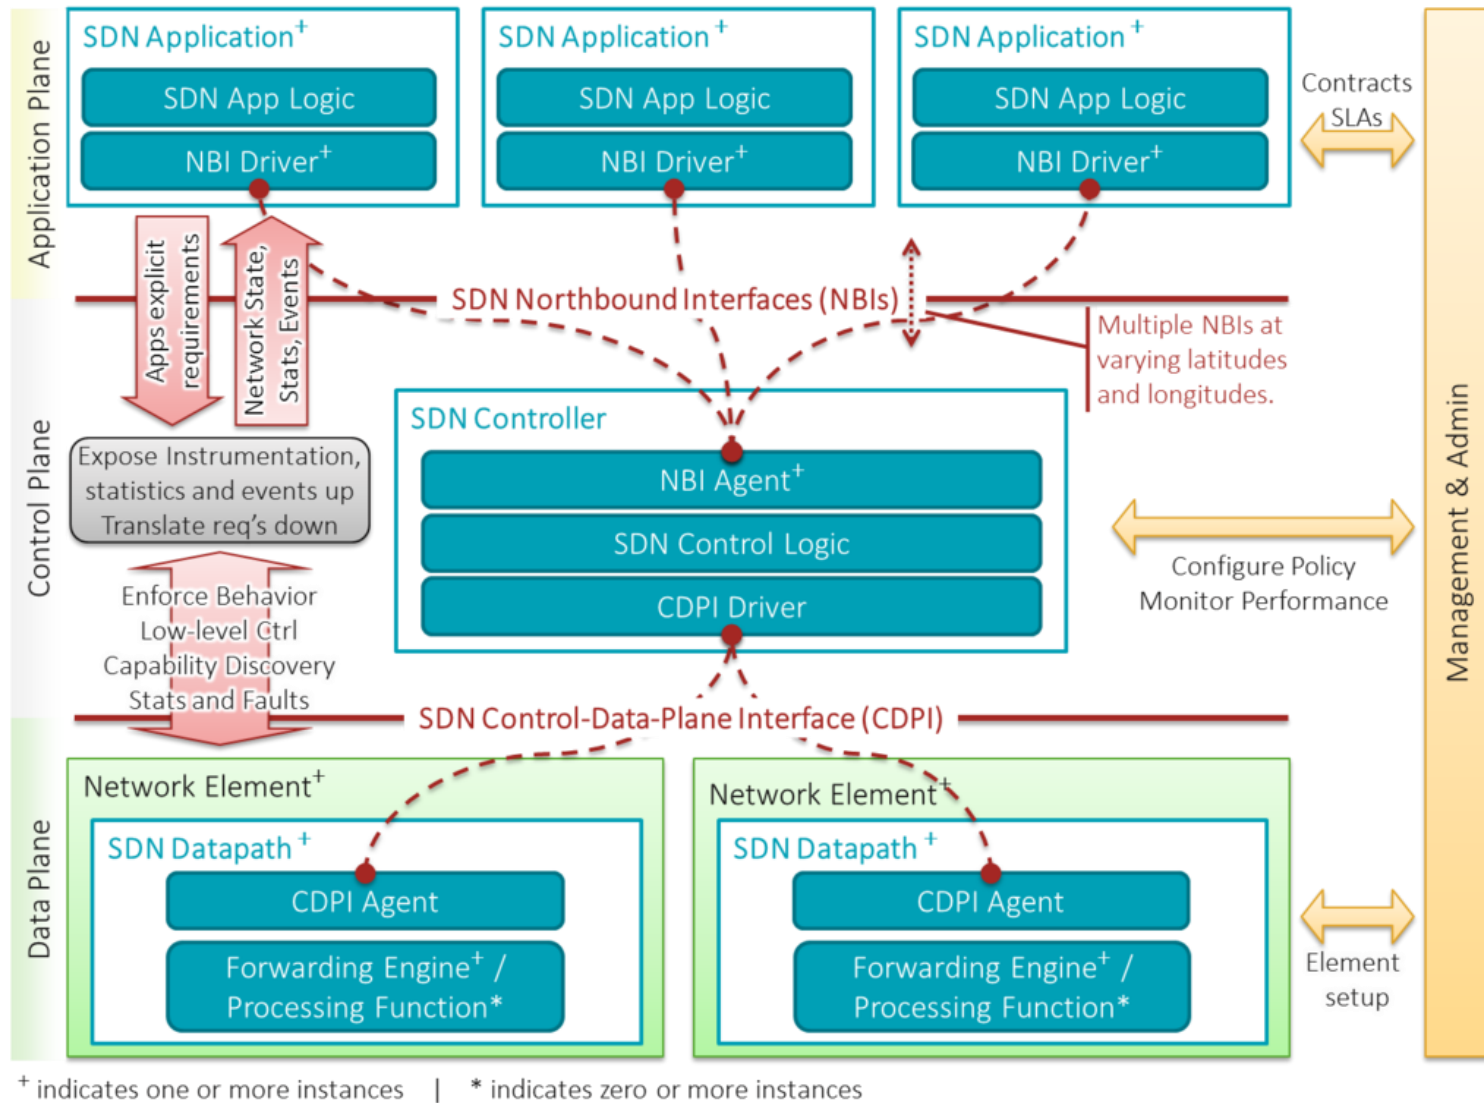 Application Plane
SDN Application+
SDN App Logic
NBI Driver+
SDN Application+
SDN App Logic
NBI Driver+
SDN Application+
SDN App Logic
NBI Driver+
Contracts
SLAs
Apps explicit
requirements
Network State,
Stats, Events
SDN Northbound Interfaces (NBIs)
Multiple NBIs at
varying latitudes
and longitudes.
Control Plane
Expose Instrumentation,
statistics and events up
Translate req's down
SDN Controller
NBI Agent+
SDN Control Logic
CDPI Driver
Configure Policy
Monitor Performance
Management & Admin
Enforce Behavior
Low-level Ctrl
Capability Discovery
Stats and Faults
SDN Control-Data-Plane Interface (CDPI)
Data Plane
Network Element+
SDN Datapath+
CDPI Agent
Forwarding Engine+ /
Processing Function*
Network Element+
SDN Datapath+
CDPI Agent
Forwarding Engine+ /
Processing Function*
Element
setup
+ indicates one or more instances | * indicates zero or more instances